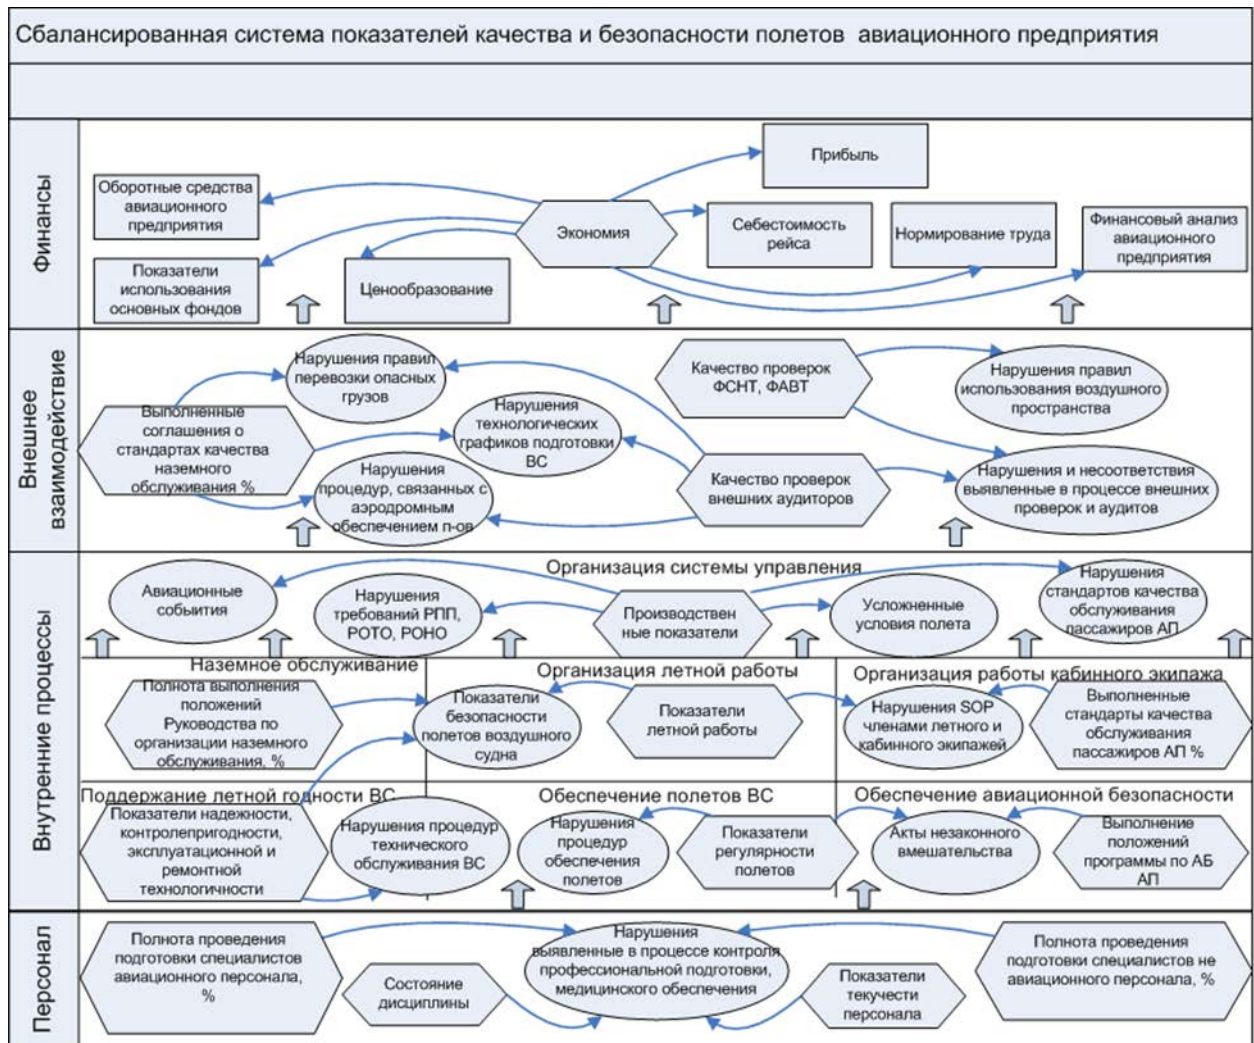 Сбалансированная система показателей качества и безопасности полетов авиационного предприятия
Финансы
Прибыль
Оборотные средства
авиационного
предприятия
Экономия
Себестоимость
рейса
Нормирование труда
Финансовый анализ
авиационного
предприятия
Показатели
использования
основных фондов
Ценообразование
Внешнее
взаимодействие
Нарушения правил
перевозки опасных
грузов
Качество проверок
ФСНТ, ФАВТ
Нарушения правил
использования воздушного
пространства
Выполненные
соглашения о
стандартах качества
наземного
обслуживания %
Нарушения
технологических
графиков подготовки
ВС
Нарушения
процедур, связанных с
аэродромным
обеспечением п-ов
Качество проверок
внешних аудиторов
Нарушения и несоответствия
выявленные в процессе внешних
проверок и аудитов
Внутренние процессы
Организация системы управления
Авиационные
события
Нарушения
требований РПП,
РОТО, РОНО
Производствен
ные показатели
Усложненные
условия полета
Нарушения
стандартов качества
обслуживания
пассажиров АП
Наземное обслуживание
Полнота выполнения
положений
Руководства по
организации наземного
обслуживания, %
Организация летной работы
Показатели
безопасности
полетов воздушного
судна
Показатели
летной работы
Организация работы кабинного экипажа
Нарушения SOP
членами летного и
кабинного экипажей
Выполненные
стандарты качества
обслуживания
пассажиров АП %
Поддержание летной годности ВС
Показатели надежности,
контролепригодности,
эксплуатационной и
ремонтной
технологичности
Нарушения процедур
технического
обслуживания ВС
Обеспечение полетов ВС
Нарушения
процедур
обеспечения
полетов
Показатели
регулярности
полетов
Обеспечение авиационной безопасности
Акты незаконного
вмешательства
Выполнение
положений
программы по АБ
АП
Персонал
Полнота проведения
подготовки специалистов
авиационного персонала,
%
Состояние
дисциплины
Нарушения
выявленные в процессе контроля
профессиональной подготовки,
медицинского обеспечения
Показатели
текучести
персонала
Полнота проведения
подготовки специалистов не
авиационного персонала, %